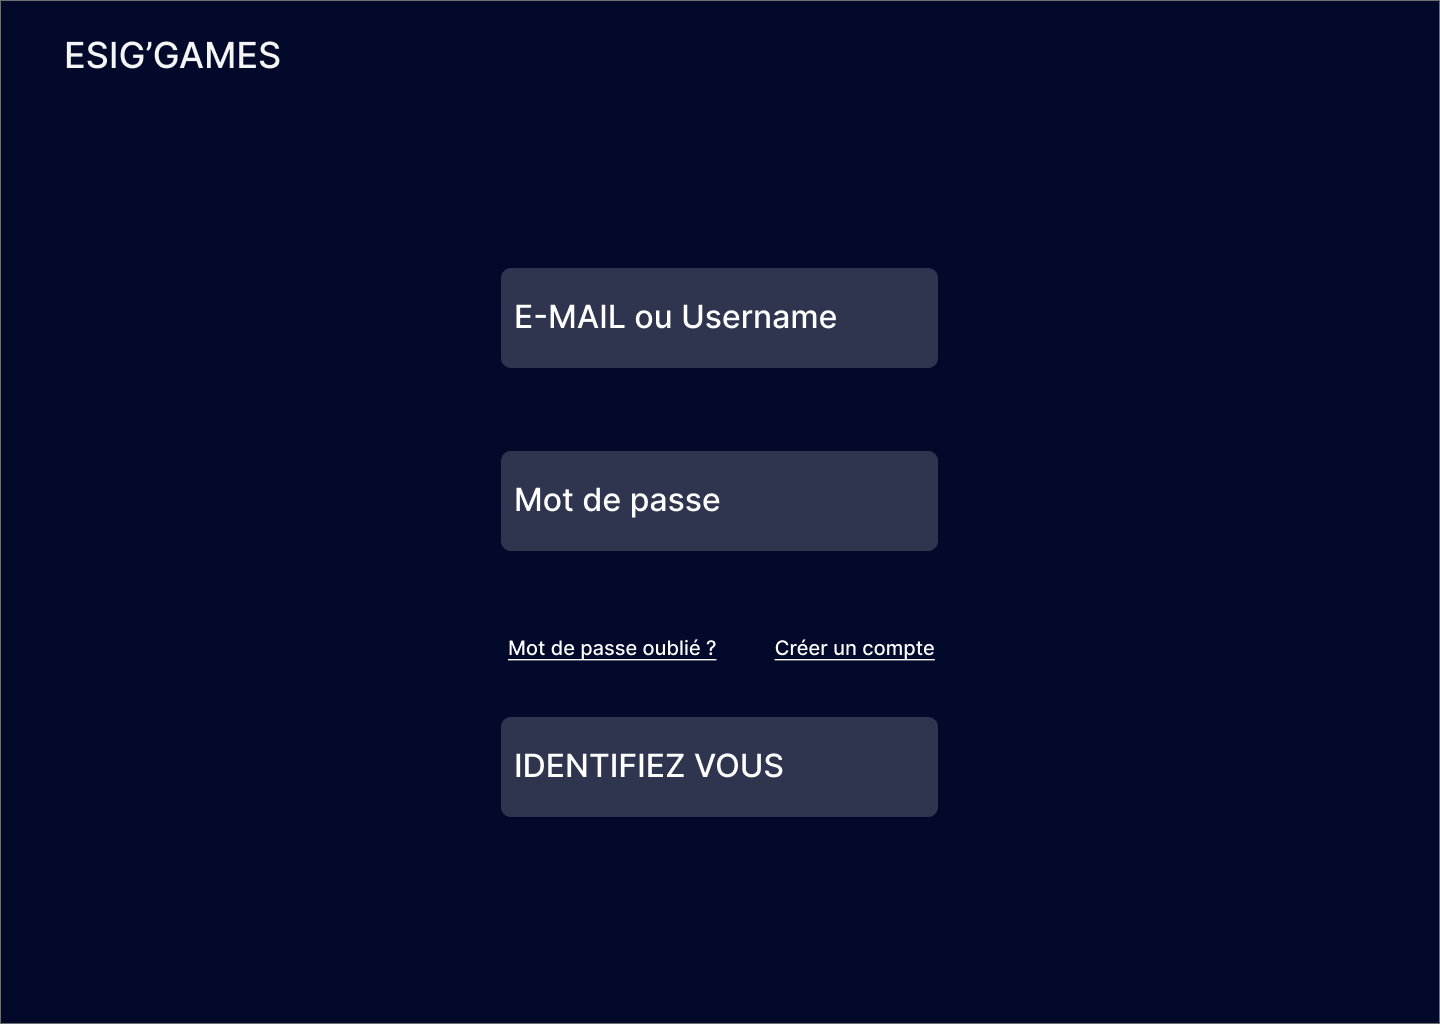 ESIG’GAMES
E-MAIL ou Username
Mot de passe
Mot de passe oublié ? Créer un compte
IDENTIFIEZ VOUS